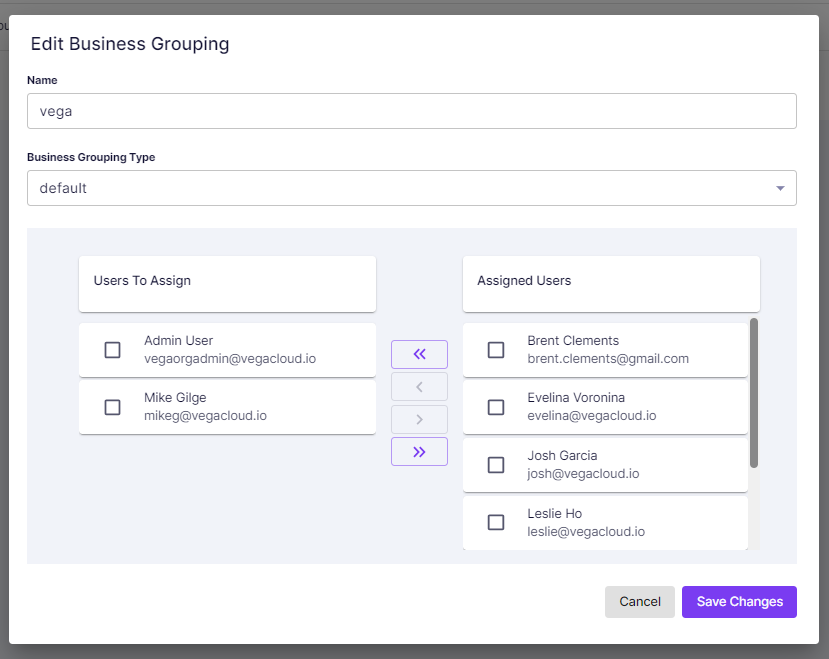 Edit Business Grouping
Name
vega
Business Grouping Type
default
Users To Assign
Admin User
vegaorgadmin@vegacloud.io
Mike Gilge
mikeg@vegacloud.io
Assigned Users
Brent Clements
brent.clements@gmail.com
Evelina Voronina
evelina@vegacloud.io
Josh Garcia
josh@vegacloud.io
Leslie Ho
leslie@vegacloud.io
Cancel
Save Changes